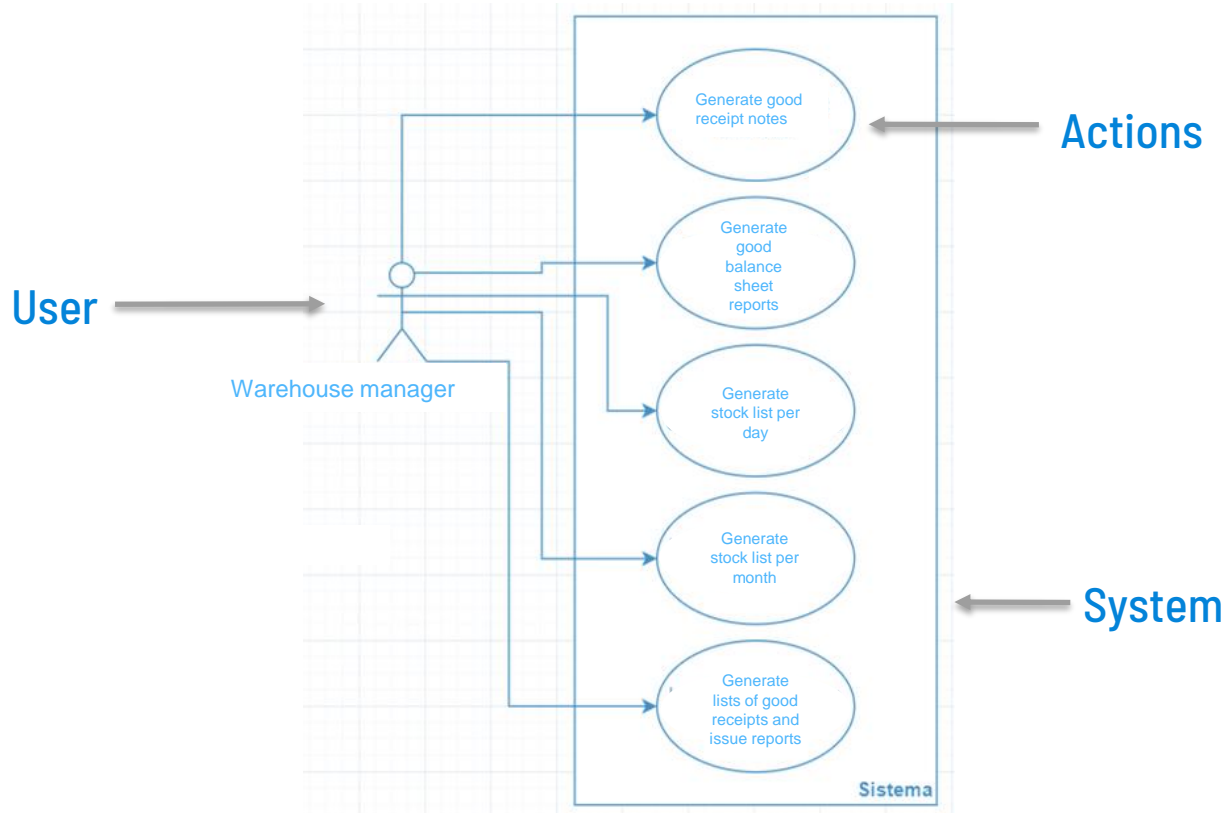 Generate good
receipt notes
Actions
Generate
good
balance
sheet
reports
User
Warehouse manager
Generate
stock list per
day
Generate
stock list per
month
System
Generate
lists of good
receipts and
issue reports
Sistema